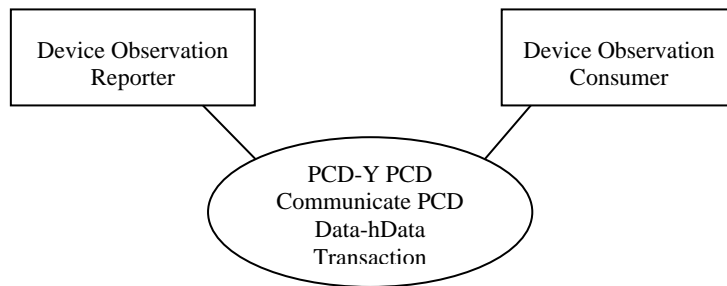 Device Observation
Reporter
Device Observation
Consumer
PCD-Y PCD
Communicate PCD
Data-hData
Transaction